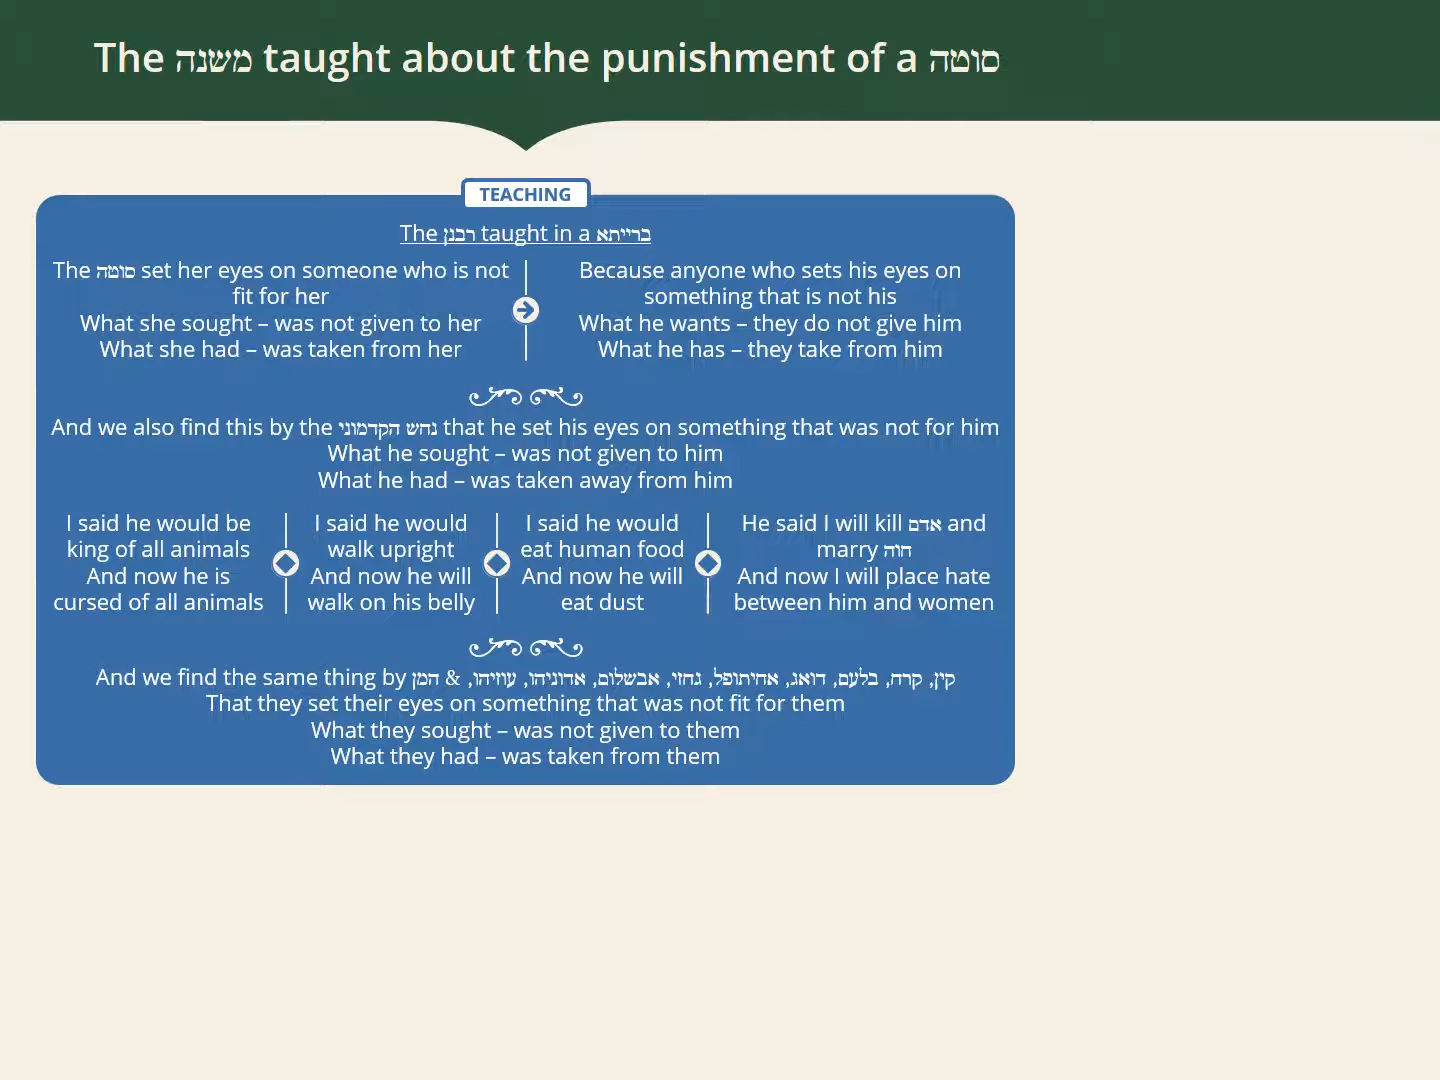 The משנה taught about the punishment of a סוטה
TEACHING
The רבנן taught in a ברייתא
The סוטה set her eyes on someone who is not
fit for her
What she sought – was not given to her
What she had – was taken from her
Because anyone who sets his eyes on
something that is not his
What he wants – they do not give him
What he has – they take from him
And we also find this by the נחש הקדמוני that he set his eyes on something that was not for him
What he sought – was not given to him
What he had – was taken away from him
I said he would be
king of all animals
And now he is
cursed of all animals
I said he would
walk upright
And now he will
walk on his belly
I said he would
eat human food
And now he will
eat dust
He said I will kill אדם and
marry חוה
And now I will place hate
between him and women
And we find the same thing by קין, קרח, בלעם, דואג, אחיתופל, גחזי, אבשלום, אדוניהו, עוזיהו, & המן
That they set their eyes on something that was not fit for them
What they sought – was not given to them
What they had – was taken from them